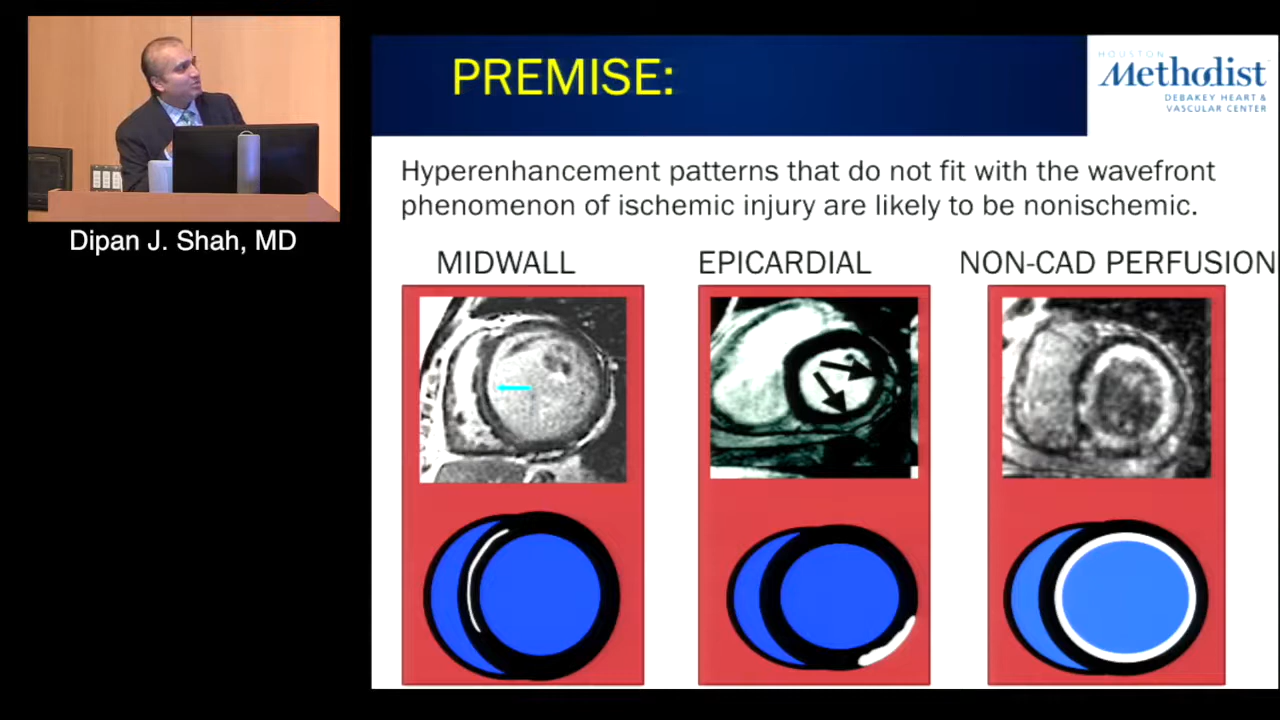 PREMISE:
HOUSTON
Methodist
DEBAKEY HEART &
VASCULAR CENTER
Hyperenhancement patterns that do not fit with the wavefront
phenomenon of ischemic injury are likely to be nonischemic.
Dipan J. Shah, MD
MIDWALL
EPICARDIAL
NON-CAD PERFUSION